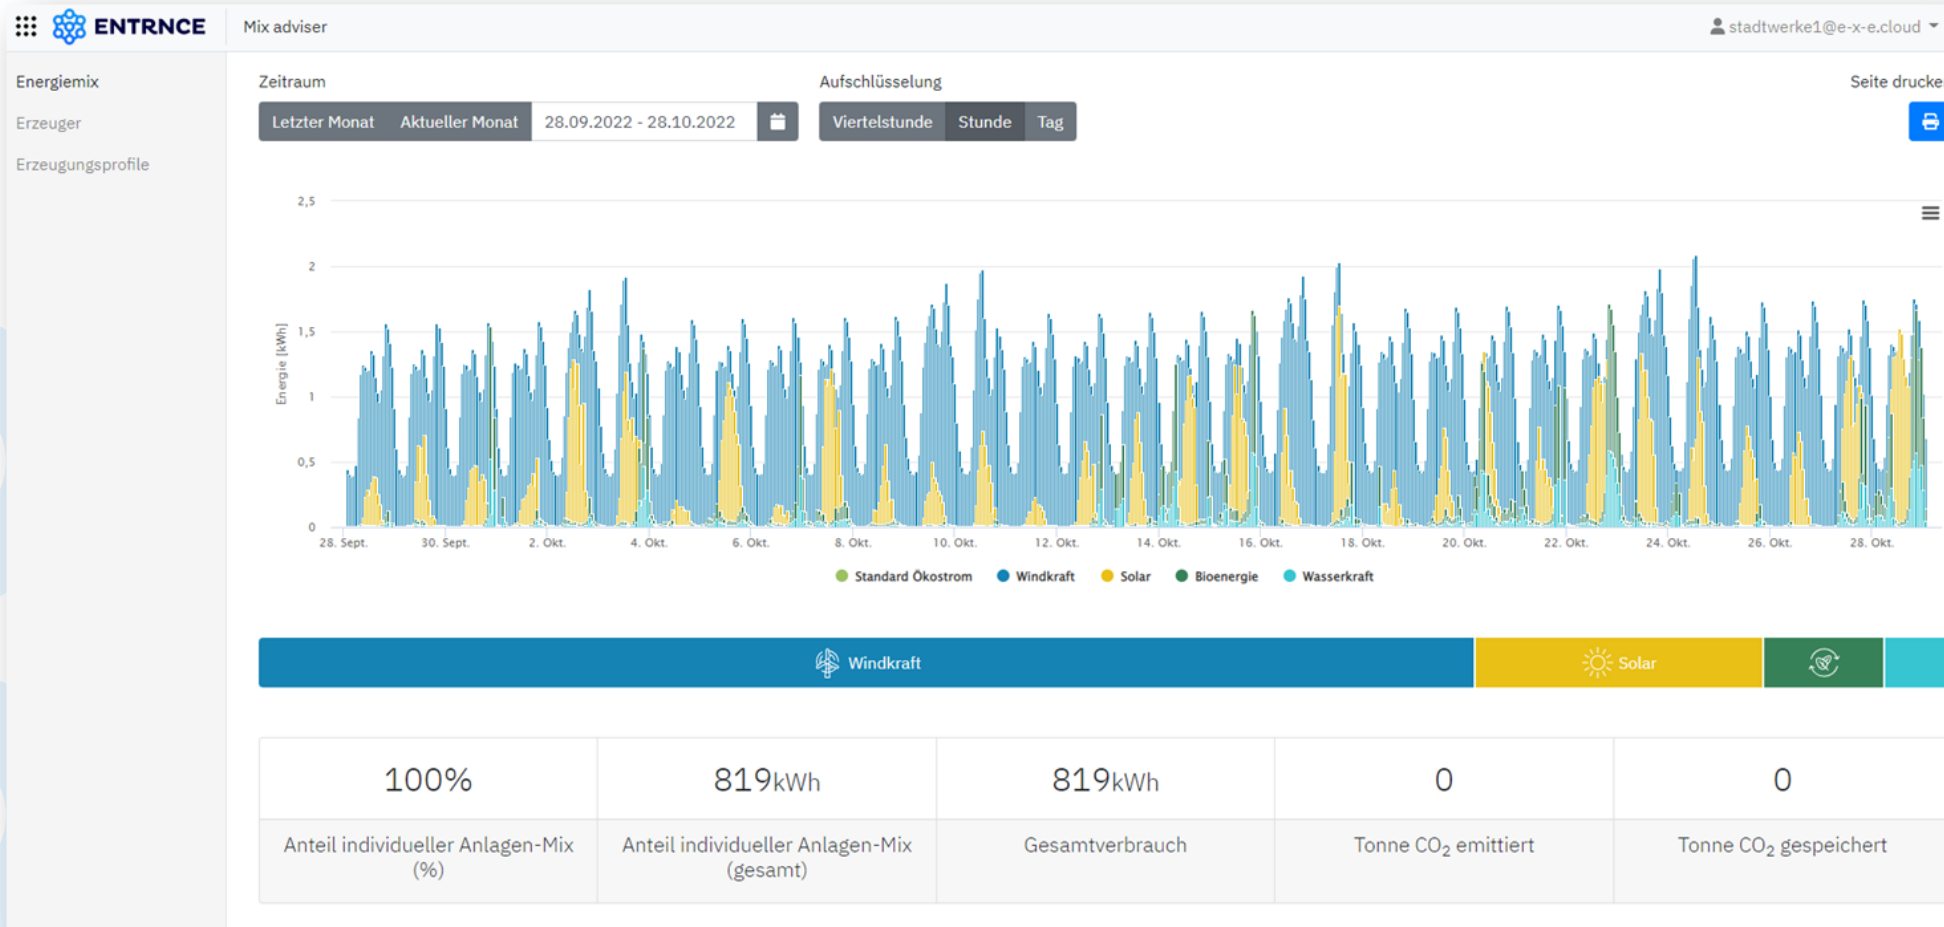 ENTRNCE
Mix adviser
stadtwerke1@e-x-e.cloud
Energiemix
Erzeuger
Erzeugungsprofile
Zeitraum
Letzter Monat Aktueller Monat 28.09.2022 - 28.10.2022
Aufschlüsselung
Viertelstunde Stunde Tag
Seite drucke
Energie [kWh]
2,5
2
1,5
1
0,5
0
28. Sept. 30. Sept. 2. Okt. 4. Okt. 6. Okt. 8. Okt. 10. Okt. 12. Okt. 14. Okt. 16. Okt. 18. Okt. 20. Okt. 22. Okt. 24. Okt. 26. Okt. 28. Okt.
Standard Ökostrom Windkraft Solar Bioenergie Wasserkraft
Windkraft Solar
100%
Anteil individueller Anlagen-Mix
(%)
819kWh
Anteil individueller Anlagen-Mix
(gesamt)
819kWh
Gesamtverbrauch
0
Tonne CO₂ emittiert
0
Tonne CO₂ gespeichert